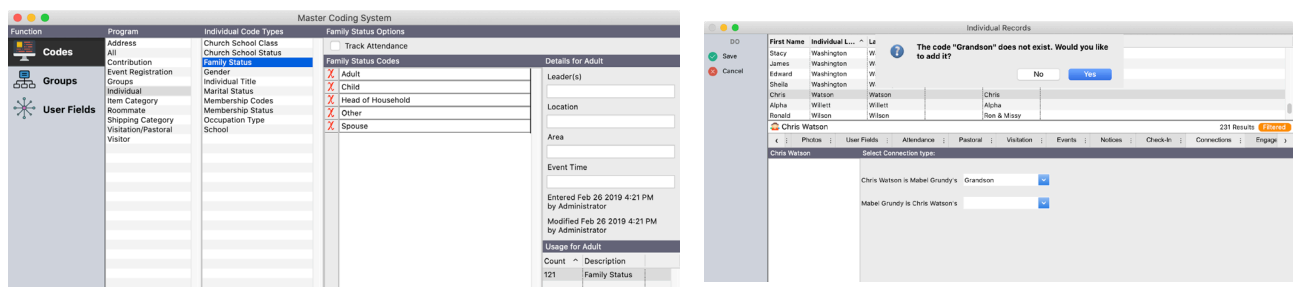 Master Coding System
Function
Program
Individual Code Types
Family Status Options
Codes
Groups
User Fields
Address
All
Contribution
Event Registration
Groups
Individual
Item Category
Roommate
Shipping Category
Visitation/Pastoral
Visitor
Church School Class
Church School Status
Family Status
Gender
Individual Title
Marital Status
Membership Codes
Membership Status
Occupation Type
School
Track Attendance
Family Status Codes
Adult
Child
Head of Household
Other
Spouse
Details for Adult
Leader(s)
Location
Area
Event Time
Entered Feb 26 2019 4:21 PM
by Administrator
Modified Feb 26 2019 4:21 PM
by Administrator
Usage for Adult
Count Description
121 Family Status
Individual Records
DO
Save
Cancel
First Name Individual L... La
Stacy Washington W
James Washington W
Edward Washington W
Sheila Washington W
Chris Watson Watson Chris
Alpha Willett Willett Alpha
Ronald Wilson Wilson Ron & Missy
The code "Grandson" does not exist. Would you like
to add it?
No Yes
Chris Watson 231 Results Filtered
Photos User Fields Attendance Pastoral Visitation Events Notices Check-In Connections Engage
Chris Watson Select Connection type:
Chris Watson is Mabel Grundy's Grandson
Mabel Grundy is Chris Watson's